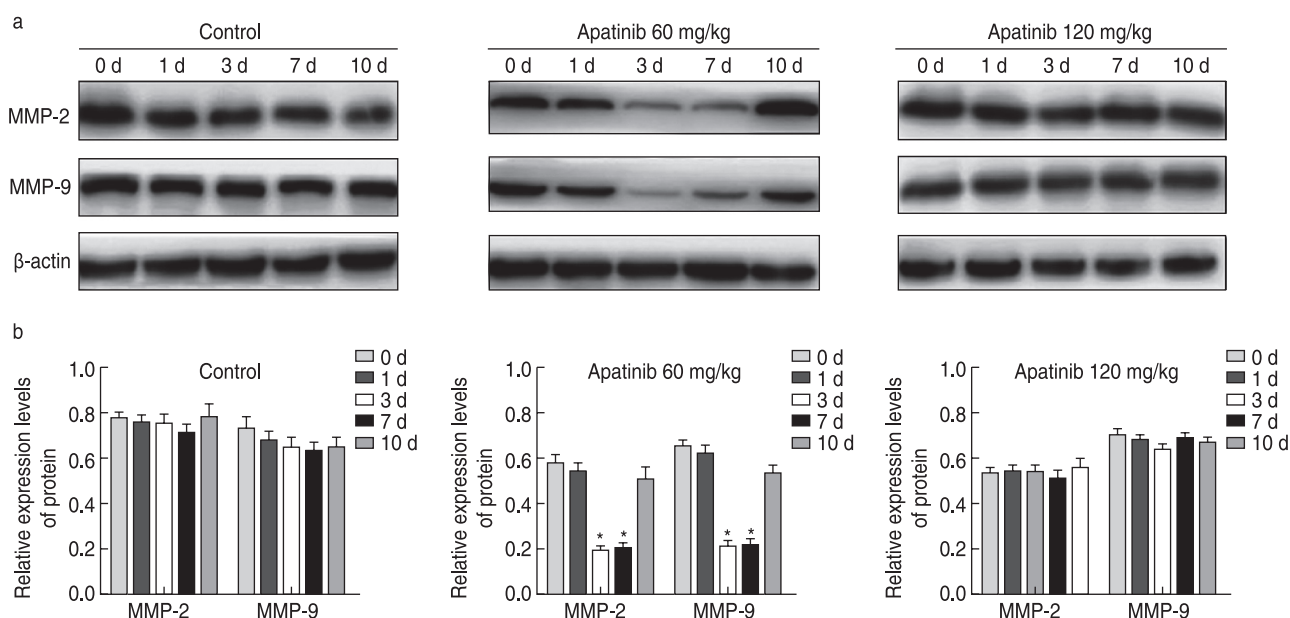 a
Control
Apatinib 60 mg/kg
Apatinib 120 mg/kg
0 d 1 d 3 d 7 d 10 d
0 d 1 d 3 d 7 d 10 d
0 d 1 d 3 d 7 d 10 d
MMP-2
MMP-9
β-actin
b
Relative expression levels
of protein
1.0
0.8
0.6
0.4
0.2
0.0
Control
0 d
1 d
3 d
7 d
10 d
MMP-2 MMP-9
Relative expression levels
of protein
1.0
0.8
0.6
0.4
0.2
0.0
Apatinib 60 mg/kg
0 d
1 d
3 d
7 d
10 d
* * * *
MMP-2 MMP-9
Relative expression levels
of protein
1.0
0.8
0.6
0.4
0.2
0.0
Apatinib 120 mg/kg
0 d
1 d
3 d
7 d
10 d
MMP-2 MMP-9